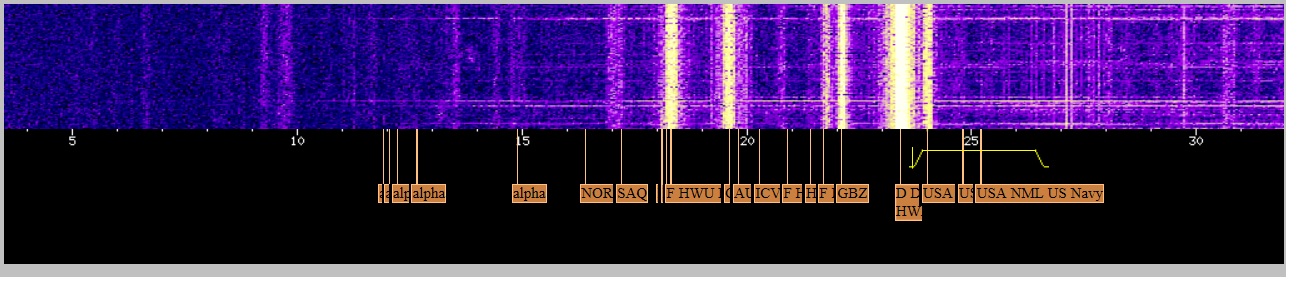 5 10 15 20 25 30
alp alpha alpha NOR SAQ F HWU AU ICV F H F GBZ D D USA US USA NML US Navy
HW